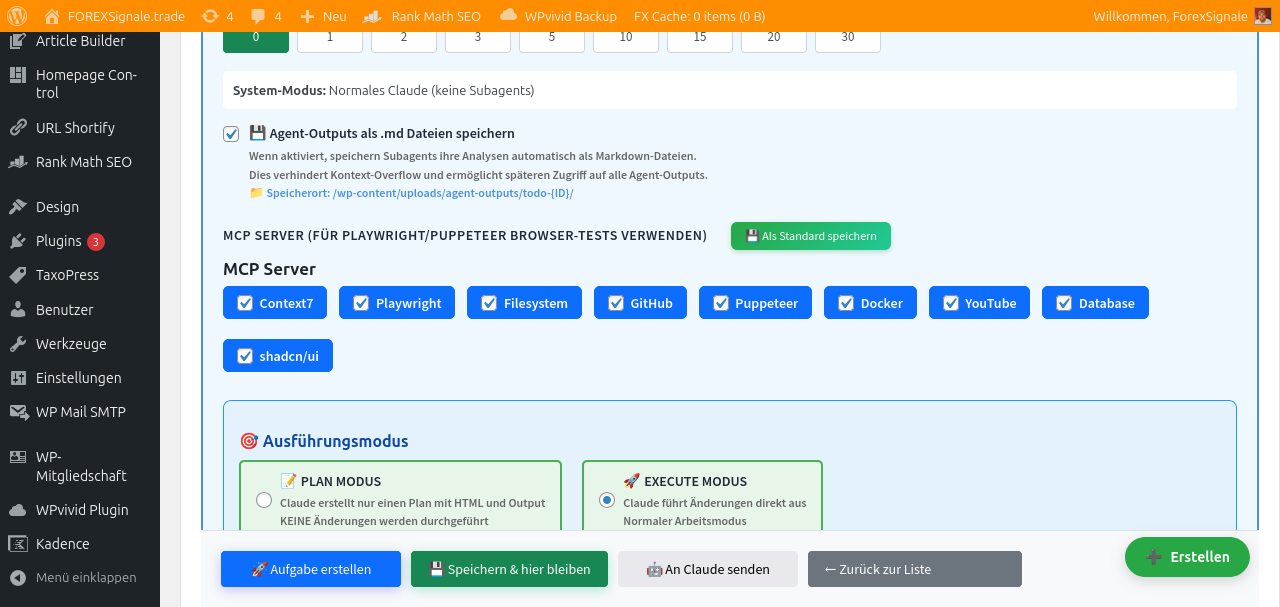 FOREXSignale.trade 4 4 Neu Rank Math SEO WPvivid Backup FX Cache: 0 items (0 B) Willkommen, ForexSignale
Article Builder
Homepage Con-
trol
URL Shortify
Rank Math SEO
Design
Plugins 3
TaxoPress
Benutzer
Werkzeuge
Einstellungen
WP Mail SMTP
WP-
Mitgliedschaft
WPvivid Plugin
Kadence
Menü einklappen
0 1 2 3 5 10 15 20 30
System-Modus: Normales Claude (keine Subagents)
Agent-Outputs als .md Dateien speichern
Wenn aktiviert, speichern Subagents ihre Analysen automatisch als Markdown-Dateien.
Dies verhindert Kontext-Overflow und ermöglicht späteren Zugriff auf alle Agent-Outputs.
Speicherort: /wp-content/uploads/agent-outputs/todo-{ID}/
MCP SERVER (FÜR PLAYWRIGHT/PUPPETEER BROWSER-TESTS VERWENDEN) Als Standard speichern
MCP Server
Context7 Playwright Filesystem GitHub Puppeteer Docker YouTube Database
shadcn/ui
Ausführungsmodus
PLAN MODUS
Claude erstellt nur einen Plan mit HTML und Output
KEINE Änderungen werden durchgeführt
EXECUTE MODUS
Claude führt Änderungen direkt aus
Normaler Arbeitsmodus
Aufgabe erstellen Speichern & hier bleiben An Claude senden ← Zurück zur Liste Erstellen